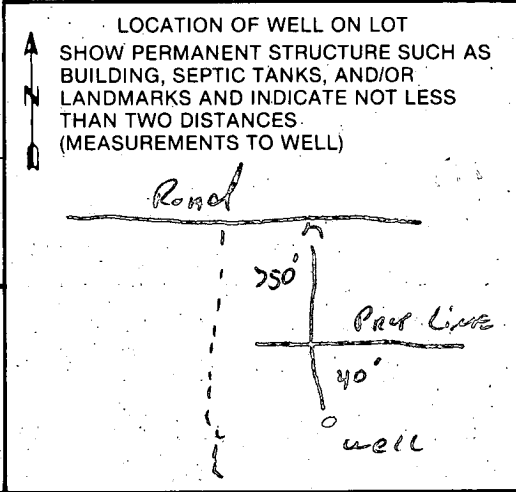 LOCATION OF WELL ON LOT
SHOW PERMANENT STRUCTURE SUCH AS
BUILDING, SEPTIC TANKS, AND/OR
LANDMARKS AND INDICATE NOT LESS
THAN TWO DISTANCES
(MEASUREMENTS TO WELL)
N
Road
750'
Prop Line
40'
well